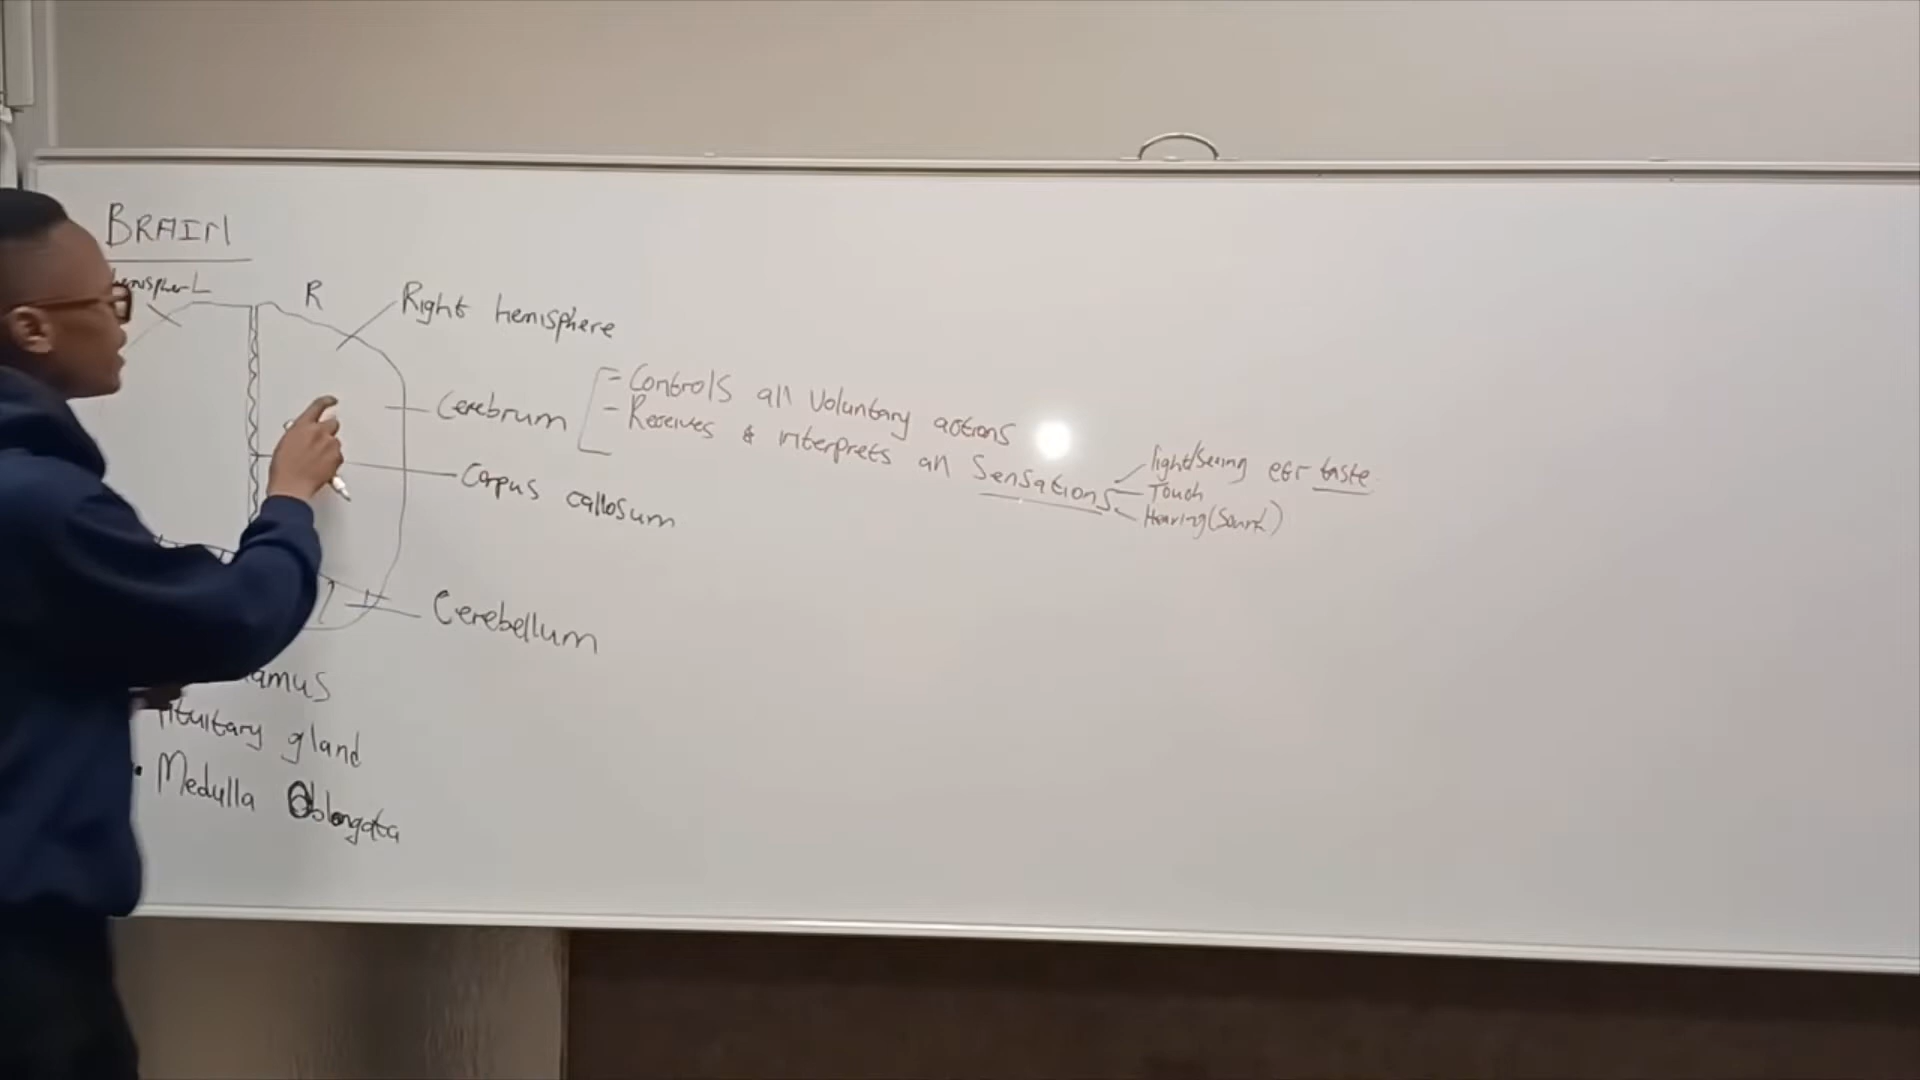 BRAIN
L
R
Right hemisphere
Cerebrum
- Controls all voluntary actions
- Receives & interprets all Sensations
light/Seeing
taste
Touch
Hearing (Sound)
Corpus callosum
Cerebellum
gland
Medulla Oblongata